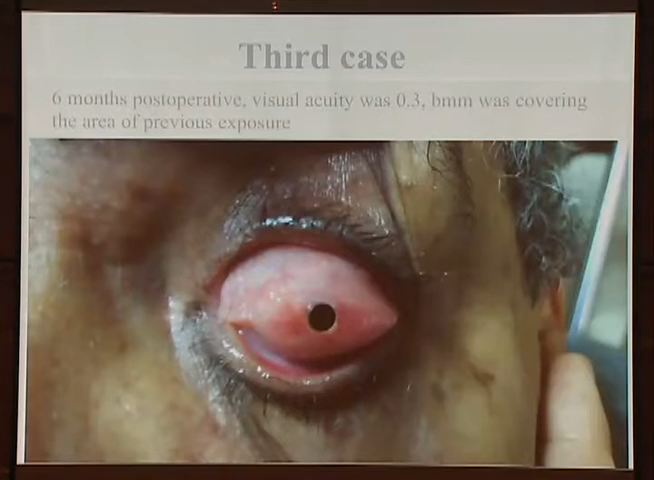 Third case
6 months postoperative, visual acuity was 0.3, bmm was covering
the area of previous exposure